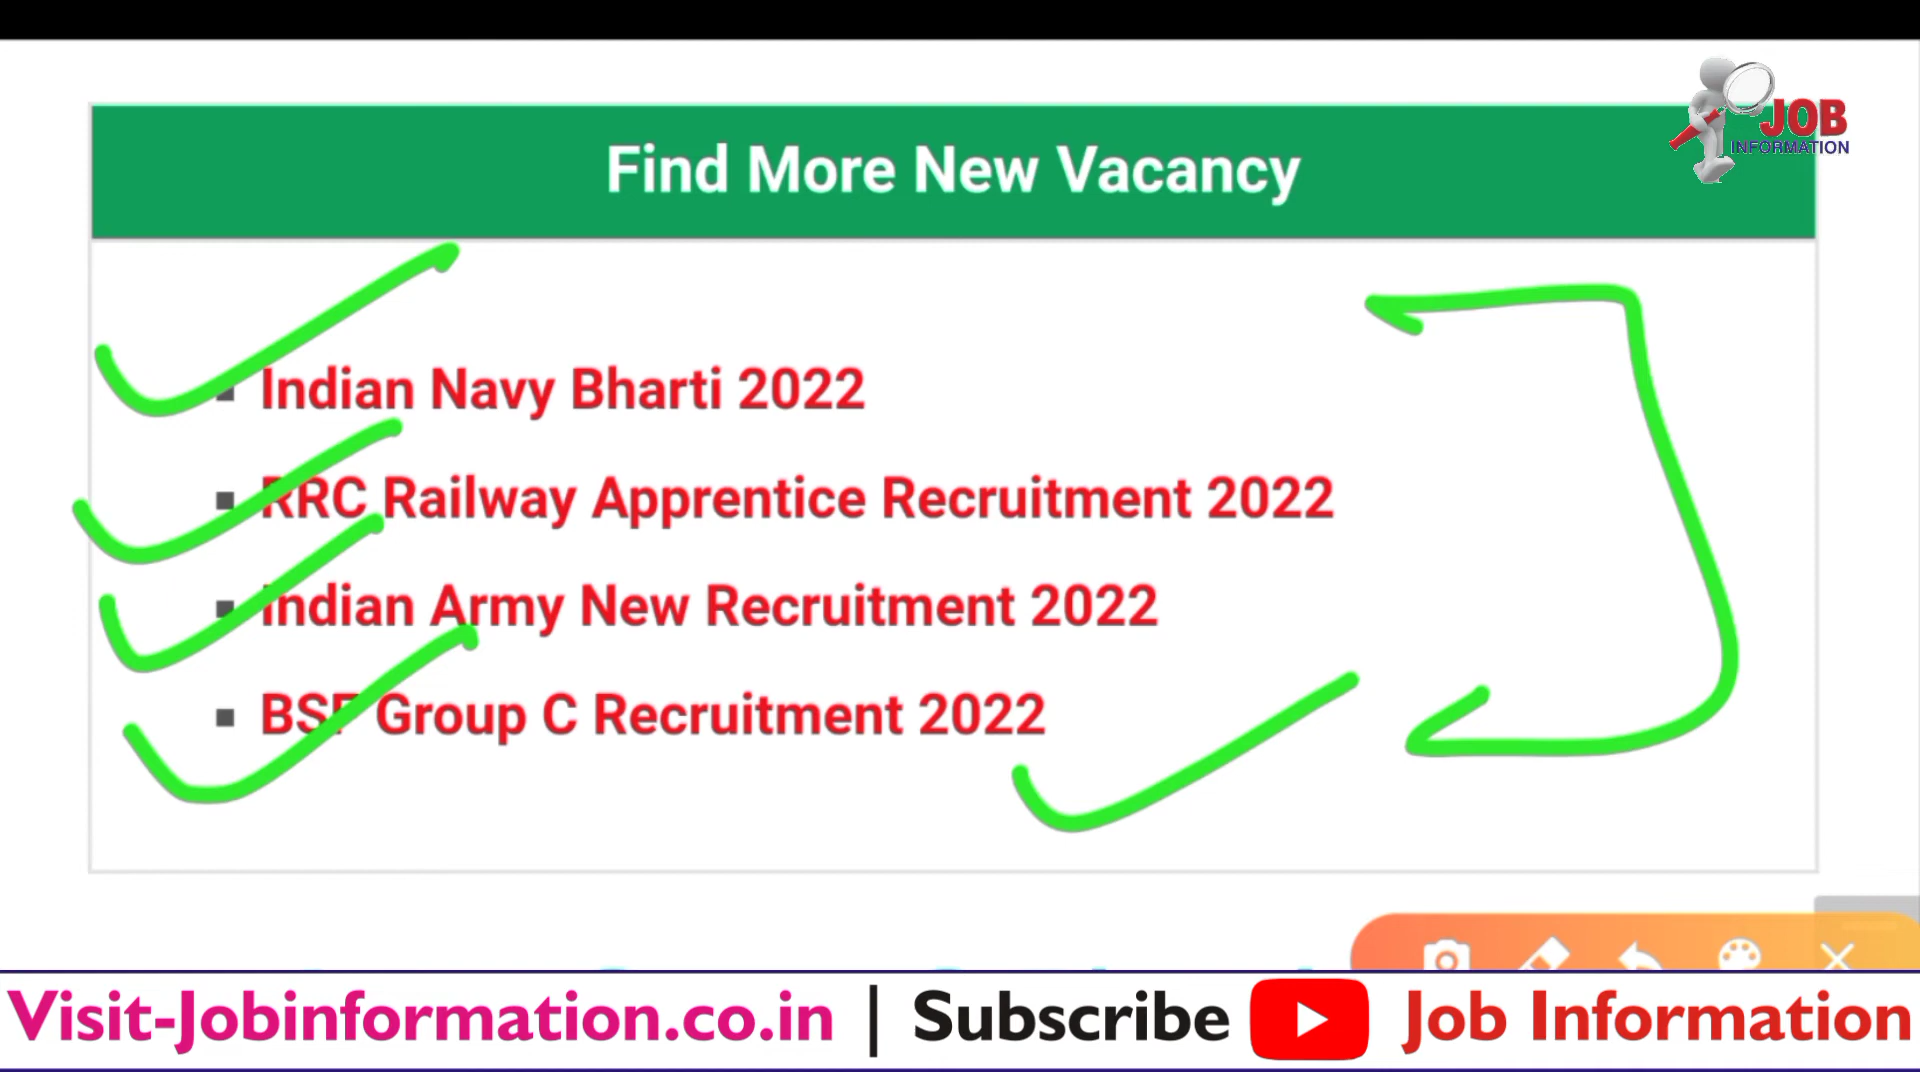 JOB
INFORMATION
Find More New Vacancy
Indian Navy Bharti 2022
RRC Railway Apprentice Recruitment 2022
Indian Army New Recruitment 2022
BSF Group C Recruitment 2022
Visit-Jobinformation.co.in | Subscribe Job Information